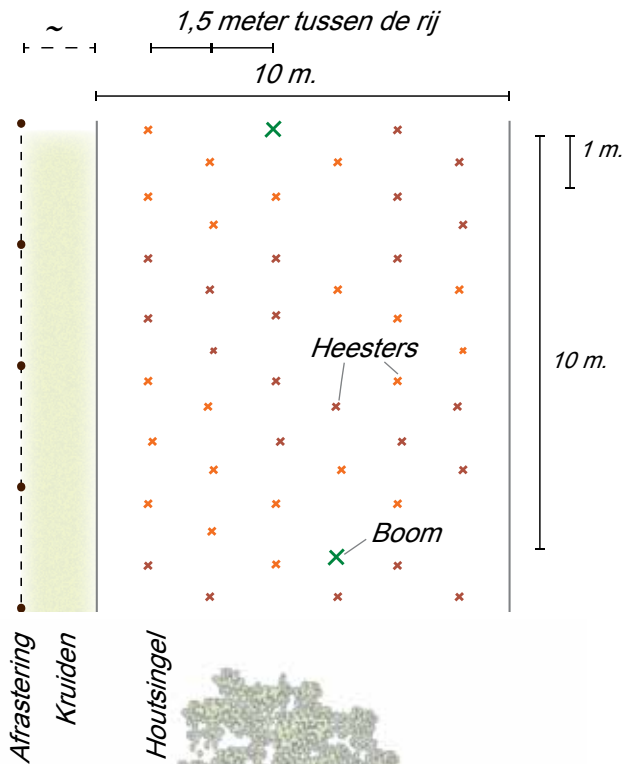 ~
1,5 meter tussen de rij
10 m.
1 m.
Heesters
10 m.
Boom
Afrastering
Kruiden
Houtsingel